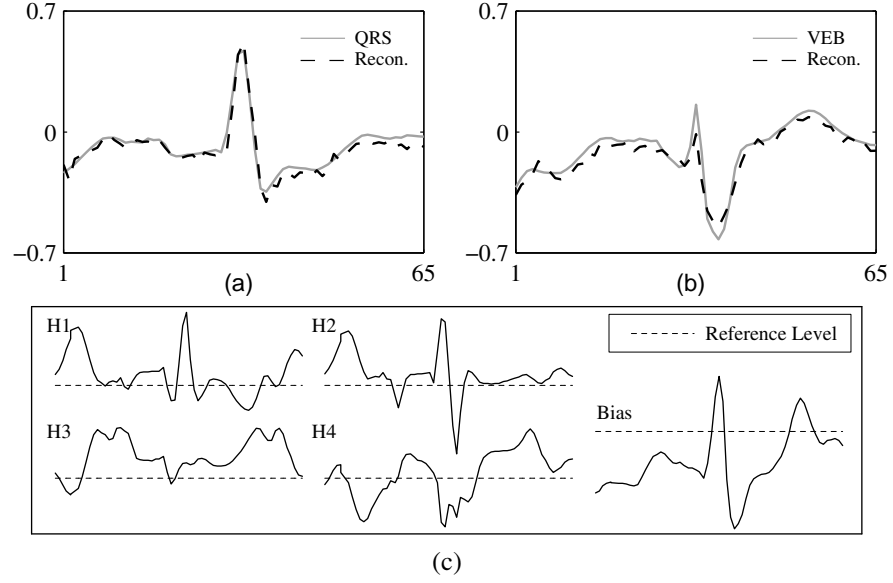 0.7
0
−0.7
1
65
QRS
Recon.
(a)
0.7
0
−0.7
1
65
VEB
Recon.
(b)
H1
H2
Reference Level
H3
H4
Bias
(c)